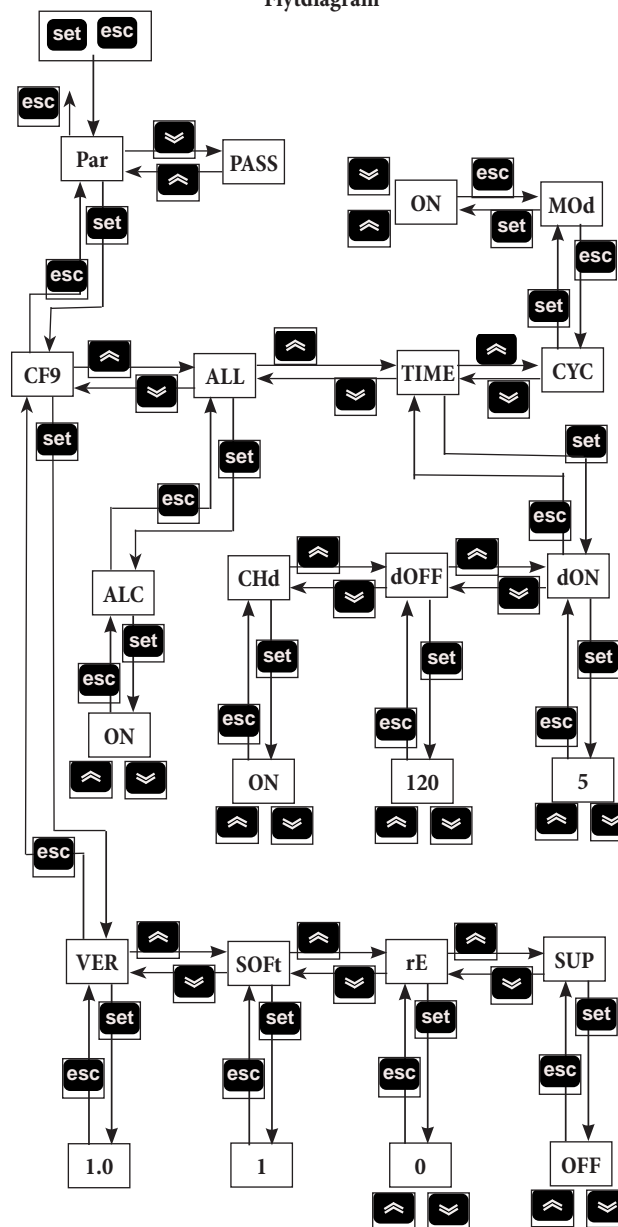 Flytdiagram
set esc
esc
Par PASS
ON esc MOd
set set esc
esc set
CF9 ALL TIME CYC
set set set
esc esc
CHd dOFF dON
ALC
set set set set
esc esc esc esc
ON ON 120 5
esc
VER SOFt rE SUP
set set set set
esc esc esc esc
1.0 1 0 OFF